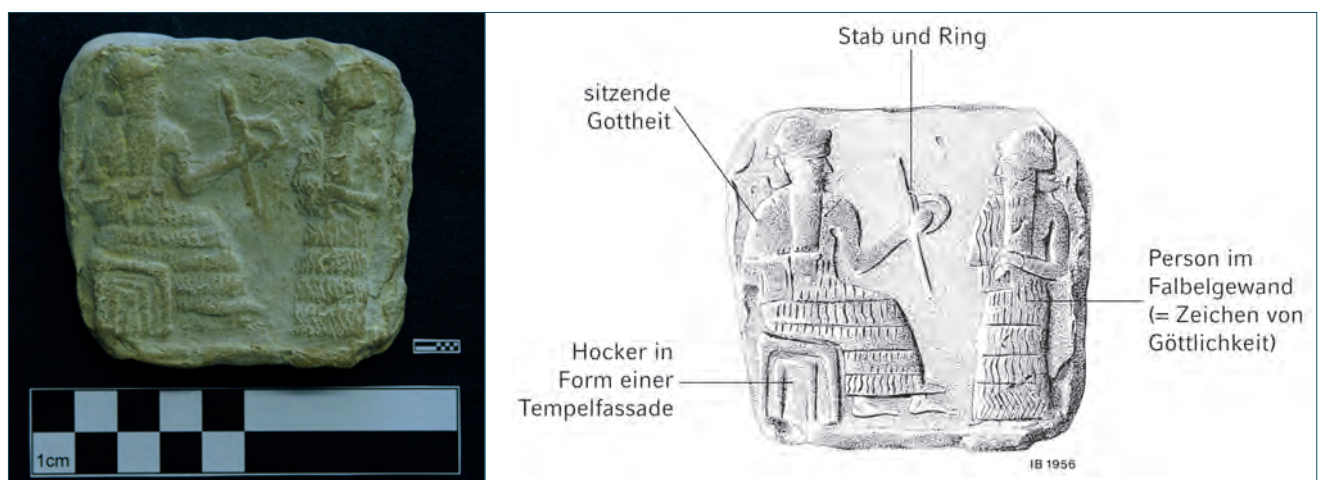 Stab und Ring
sitzende
Gottheit
Person im
Falbelgewand
(= Zeichen von
Göttlichkeit)
Hocker in
Form einer
Tempelfassade
1cm
IB 1956